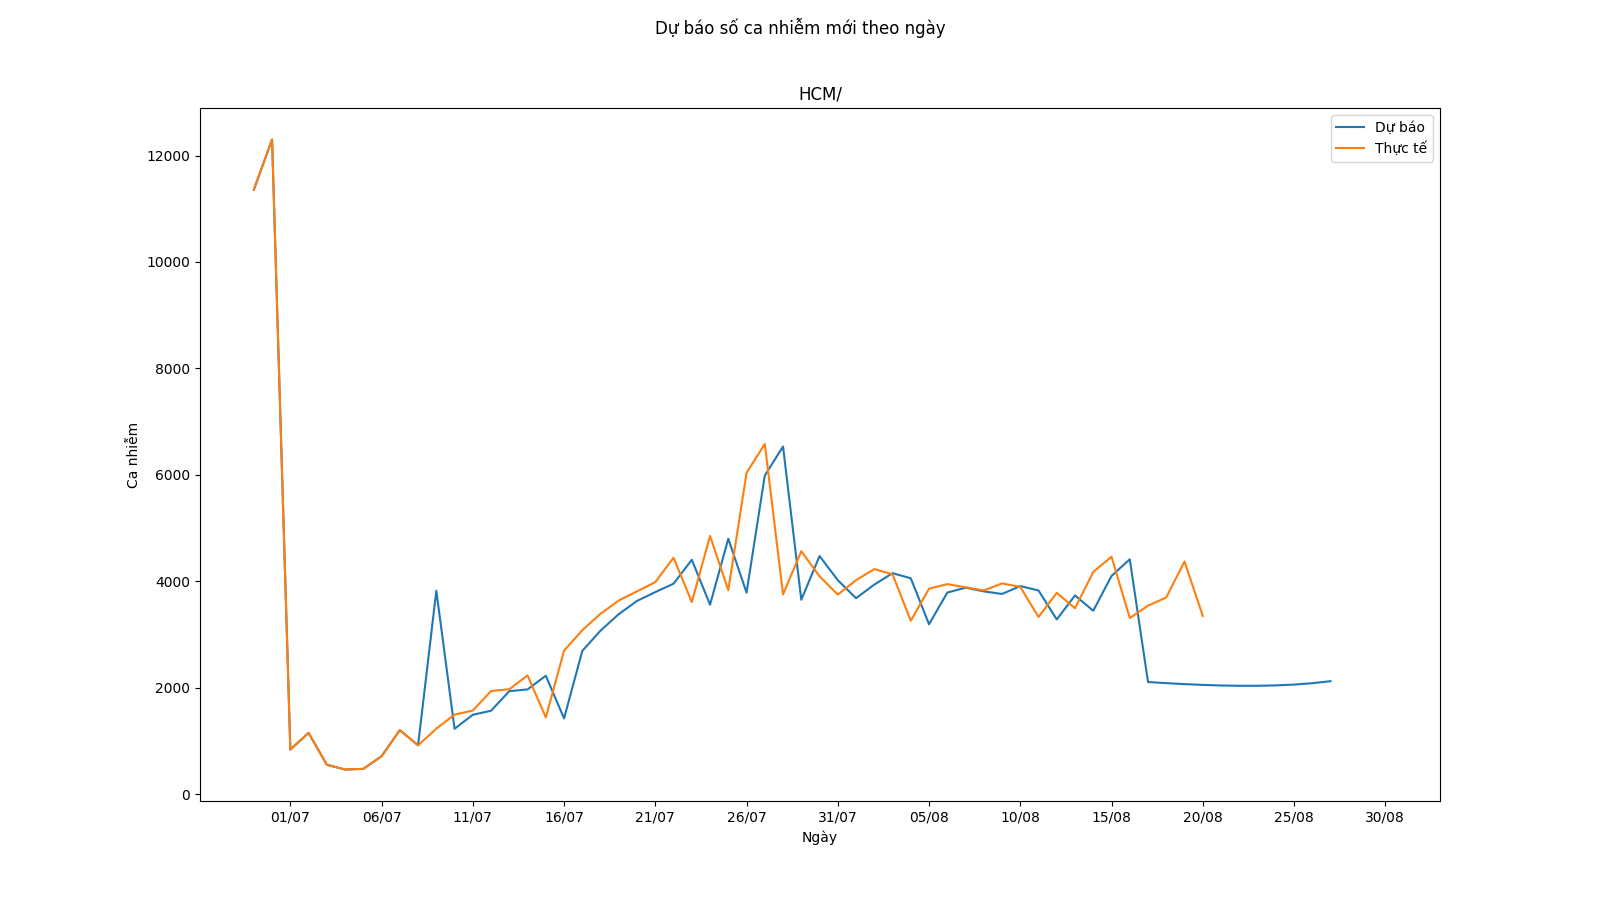 Dự báo số ca nhiễm mới theo ngày
HCM/
Dự báo
Thực tế
12000
10000
8000
6000
4000
2000
0
Ca nhiễm
01/07 06/07 11/07 16/07 21/07 26/07 31/07 05/08 10/08 15/08 20/08 25/08 30/08
Ngày